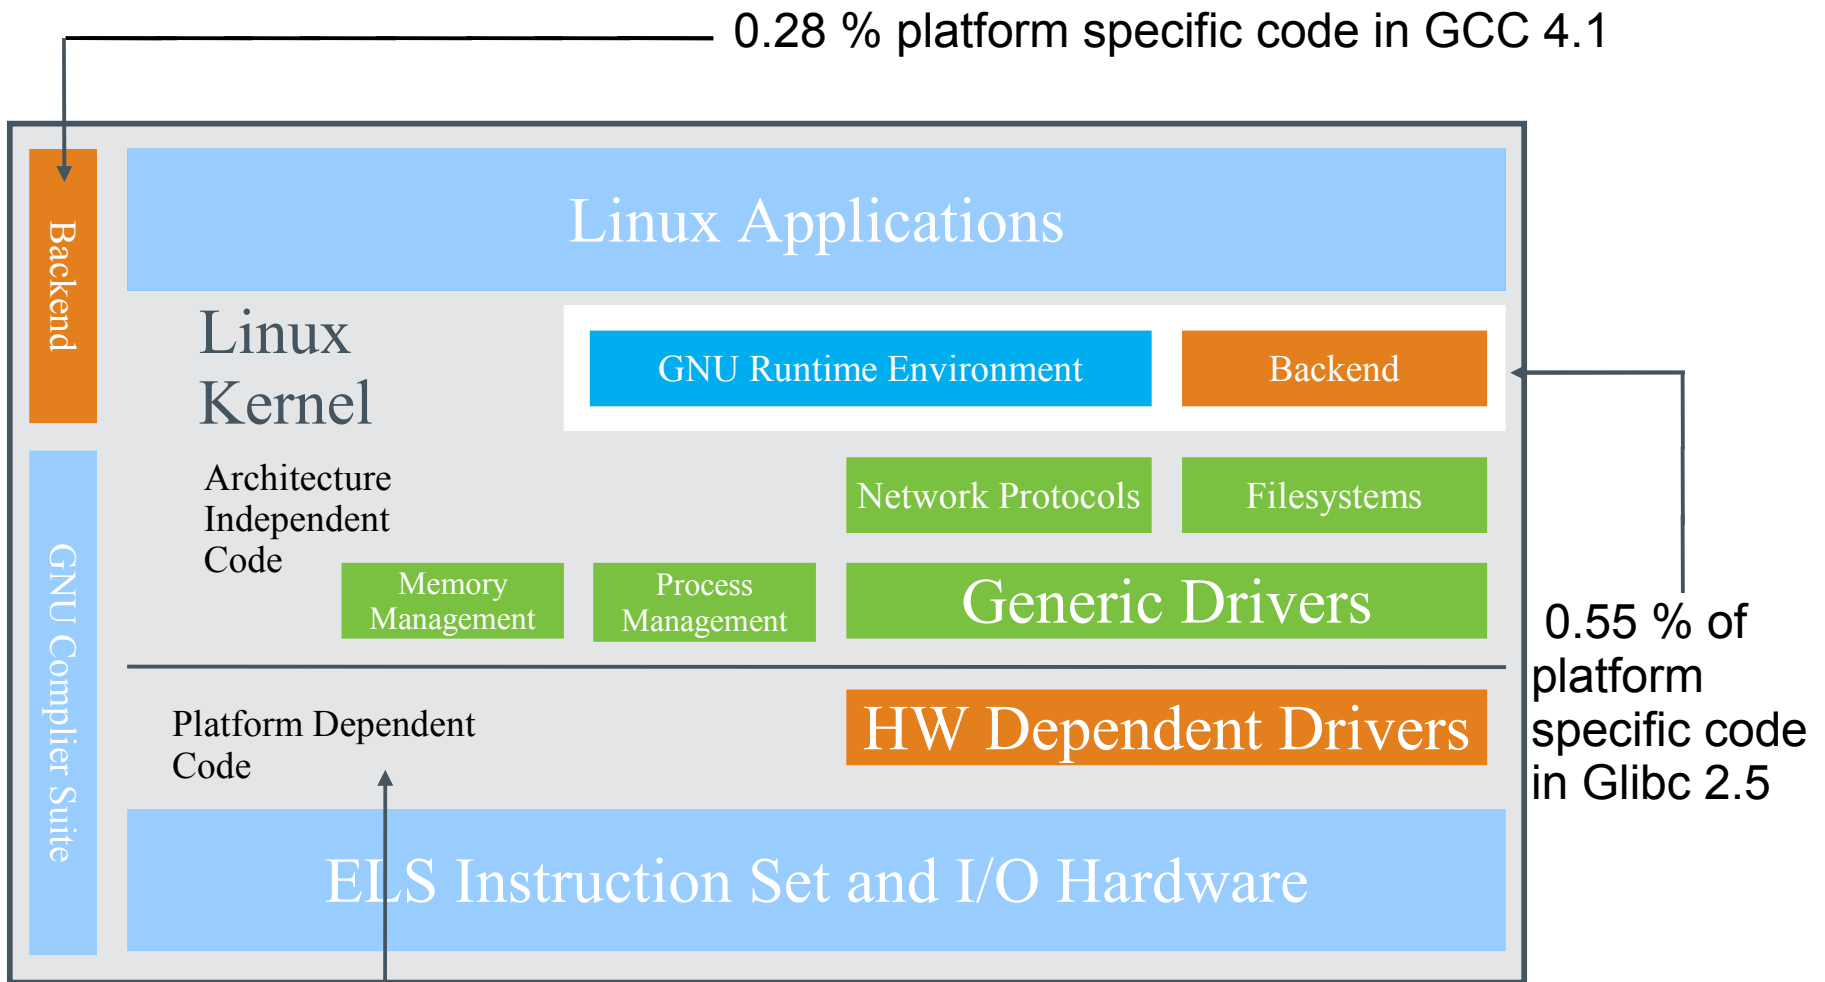 0.28 % platform specific code in GCC 4.1
Backend
Linux Applications
Linux
Kernel
GNU Runtime Environment
Backend
Architecture
Independent
Code
Network Protocols
Filesystems
Memory
Management
Process
Management
Generic Drivers
GNU Complier Suite
0.55 % of
platform
specific code
in Glibc 2.5
Platform Dependent
Code
HW Dependent Drivers
ELS Instruction Set and I/O Hardware